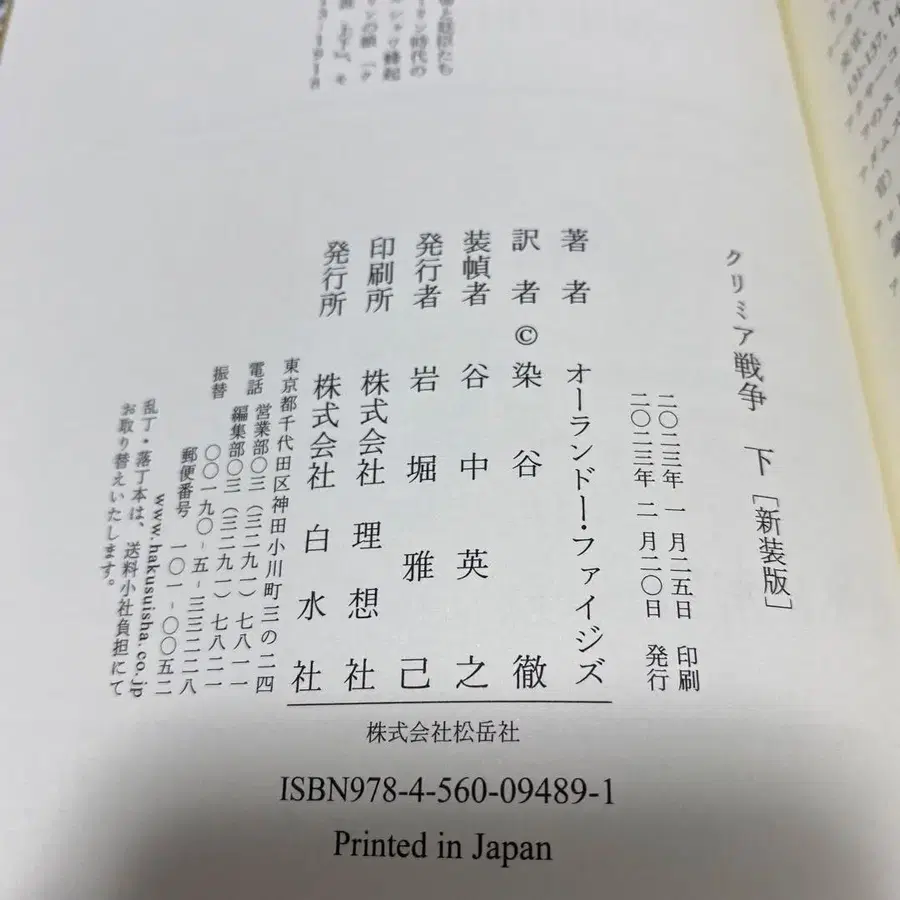 クリミア戦争 下[新装版]
二〇二三年 一月二五日 印刷
二〇二三年 二月二〇日 発行
著者 オーランドー・ファイジズ
訳者 © 染谷徹
装幀者 谷中英之
発行者 岩堀雅己
印刷所 株式会社 理想社
発行所 株式会社 白水社
東京都千代田区神田小川町三の二四
電話 営業部〇三(三二九一)七八一一
編集部〇三(三二九一)七八二一
振替 〇〇一九〇-五-三三二二八
郵便番号 一〇一-〇〇五二
www.hakusuisha.co.jp
乱丁・落丁本は、送料小社負担にて
お取り替えいたします。
株式会社松岳社
ISBN978-4-560-09489-1
Printed in Japan